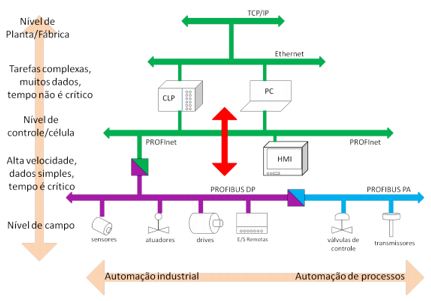 TCP/IP
Nível de
Planta/Fábrica
Ethernet
Tarefas complexas,
muitos dados,
tempo não é crítico
CLP
PC
Nível de
controle/célula
PROFInet
PROFInet
HMI
Alta velocidade,
dados simples,
tempo é crítico
PROFIBUS DP
PROFIBUS PA
Nível de campo
sensores
atuadores
drives
E/S Remotas
válvulas de
controle
transmissores
Automação industrial
Automação de processos